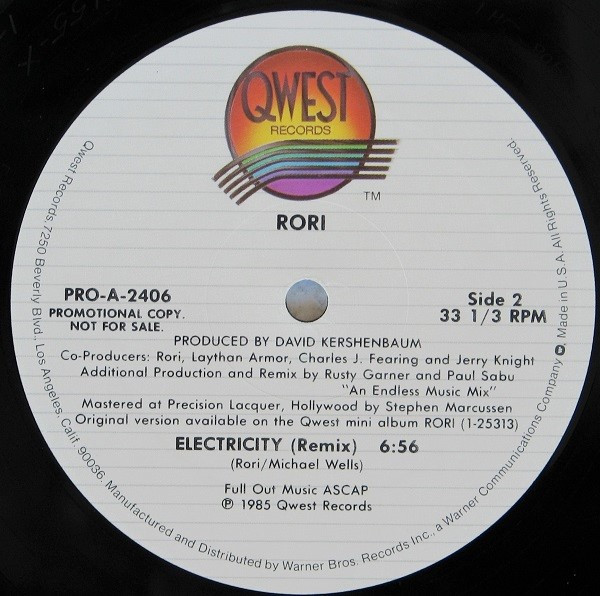 QWEST
RECORDS
TM
RORI
PRO-A-2406
PROMOTIONAL COPY.
NOT FOR SALE.
Side 2
33 1/3 RPM
PRODUCED BY DAVID KERSHENBAUM
Co-Producers: Rori, Laythan Armor, Charles J. Fearing and Jerry Knight
Additional Production and Remix by Rusty Garner and Paul Sabu
"An Endless Music Mix"
Mastered at Precision Lacquer, Hollywood by Stephen Marcussen
Original version available on the Qwest mini album RORI (1-25313)
ELECTRICITY (Remix) 6:56
(Rori/Michael Wells)
Full Out Music ASCAP
℗ 1985 Qwest Records
Qwest Records, 7250 Beverly Blvd., Los Angeles, Calif. 90036. Manufactured and Distributed by Warner Bros. Records Inc., a Warner Communications Company Made in U.S.A. All Rights Reserved.